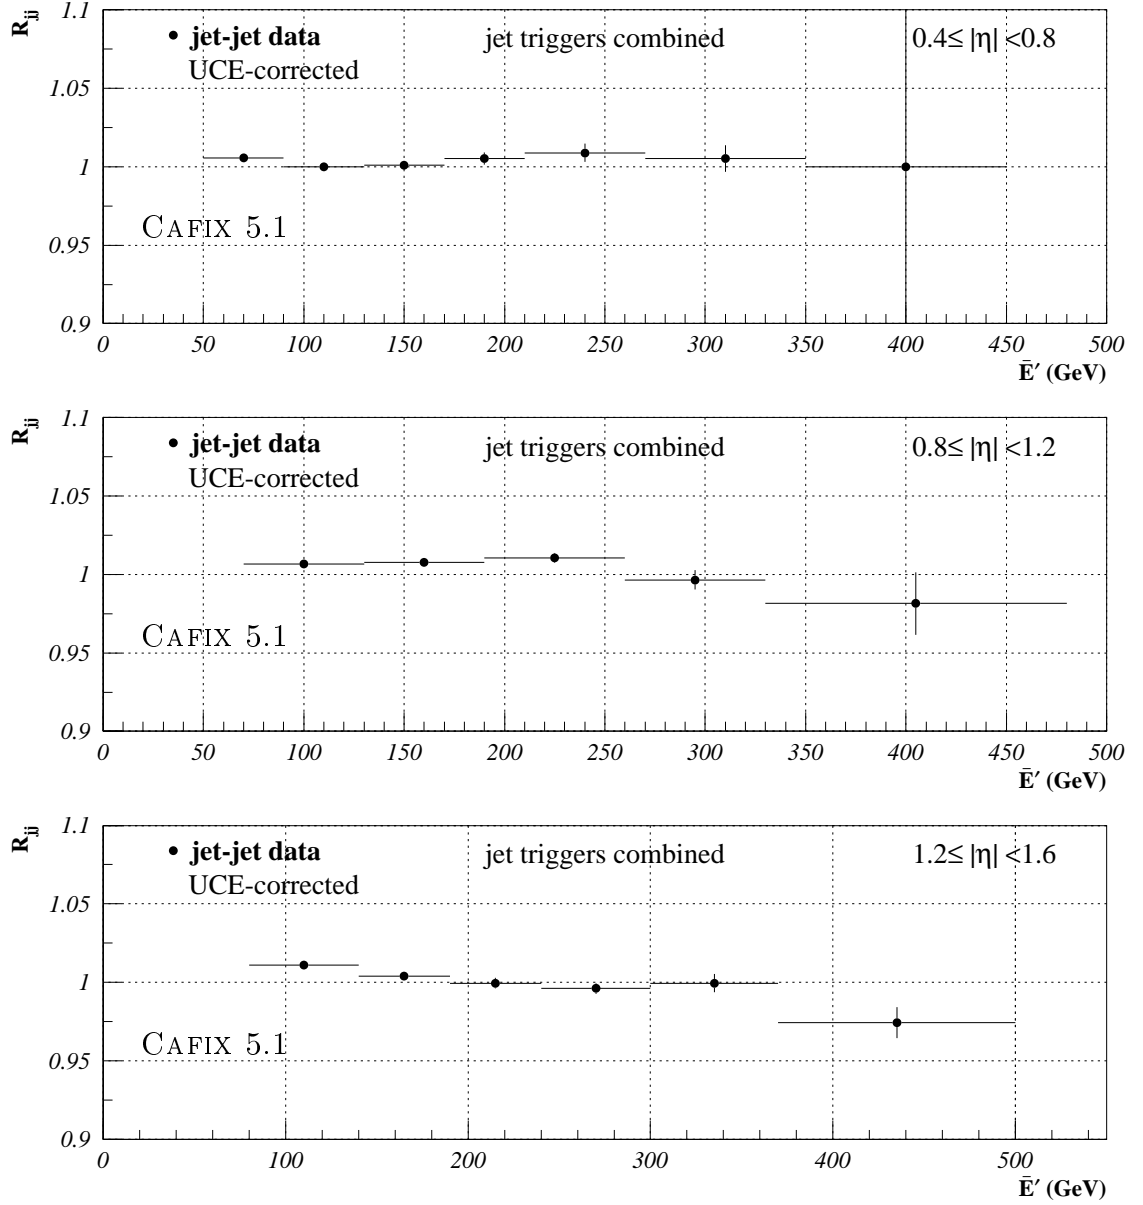 R_jj
1.1
• jet-jet data jet triggers combined 0.4≤ |η| <0.8
UCE-corrected
1.05
1
CAFIX 5.1
0.95
0.9
0 50 100 150 200 250 300 350 400 450 500
Ē′ (GeV)
R_jj
1.1
• jet-jet data jet triggers combined 0.8≤ |η| <1.2
UCE-corrected
1.05
1
CAFIX 5.1
0.95
0.9
0 50 100 150 200 250 300 350 400 450 500
Ē′ (GeV)
R_jj
1.1
• jet-jet data jet triggers combined 1.2≤ |η| <1.6
UCE-corrected
1.05
1
CAFIX 5.1
0.95
0.9
0 100 200 300 400 500
Ē′ (GeV)